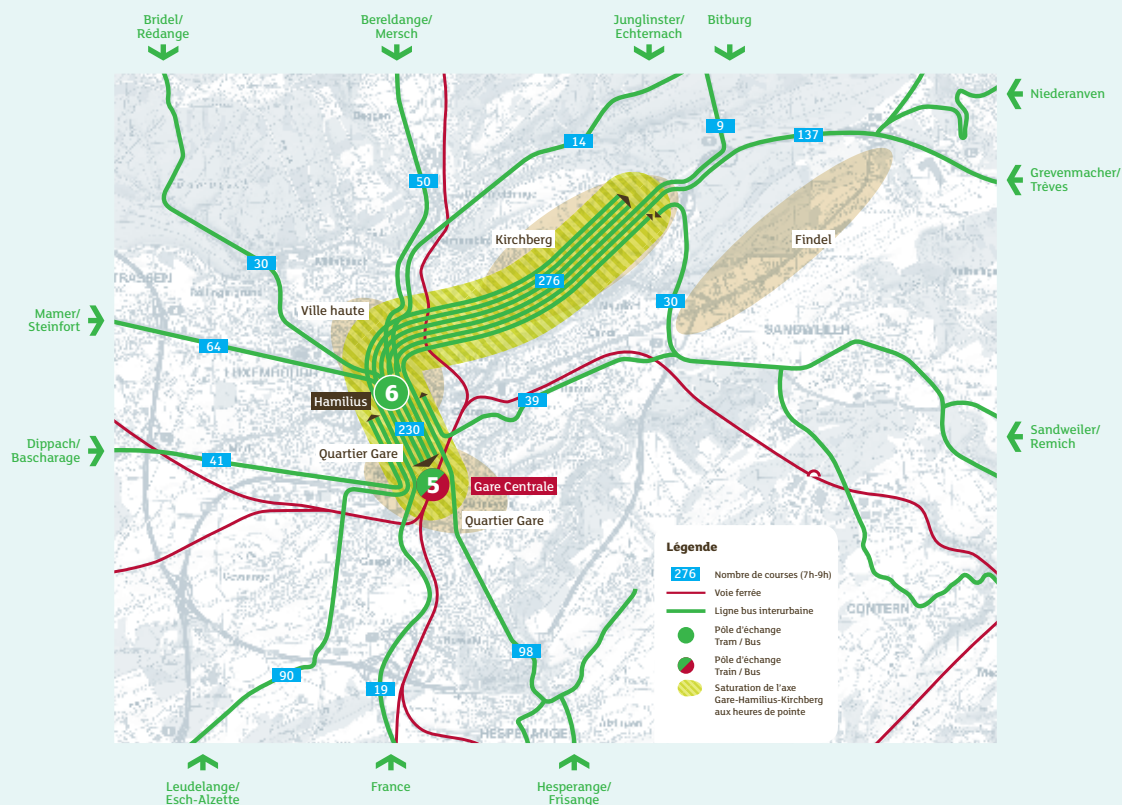 Bridel/
Rédange
Bereldange/
Mersch
Junglinster/
Echternach
Bitburg
Niederanven
9
137
14
Grevenmacher/
Trèves
50
Kirchberg
Findel
30
276
30
Ville haute
Mamer/
Steinfort
SANDWEILER
64
6
Hamilius
39
230
Dippach/
Bascharage
Sandweiler/
Remich
Quartier Gare
41
5
Gare Centrale
Quartier Gare
Légende
276
Nombre de courses (7h-9h)
Voie ferrée
Ligne bus interurbaine
CONTERN
Pôle d'échange
Tram / Bus
98
Pôle d'échange
Train / Bus
90
19
Saturation de l'axe
Gare-Hamilius-Kirchberg
aux heures de pointe
HESPERANGE
Leudelange/
Esch-Alzette
France
Hesperange/
Frisange